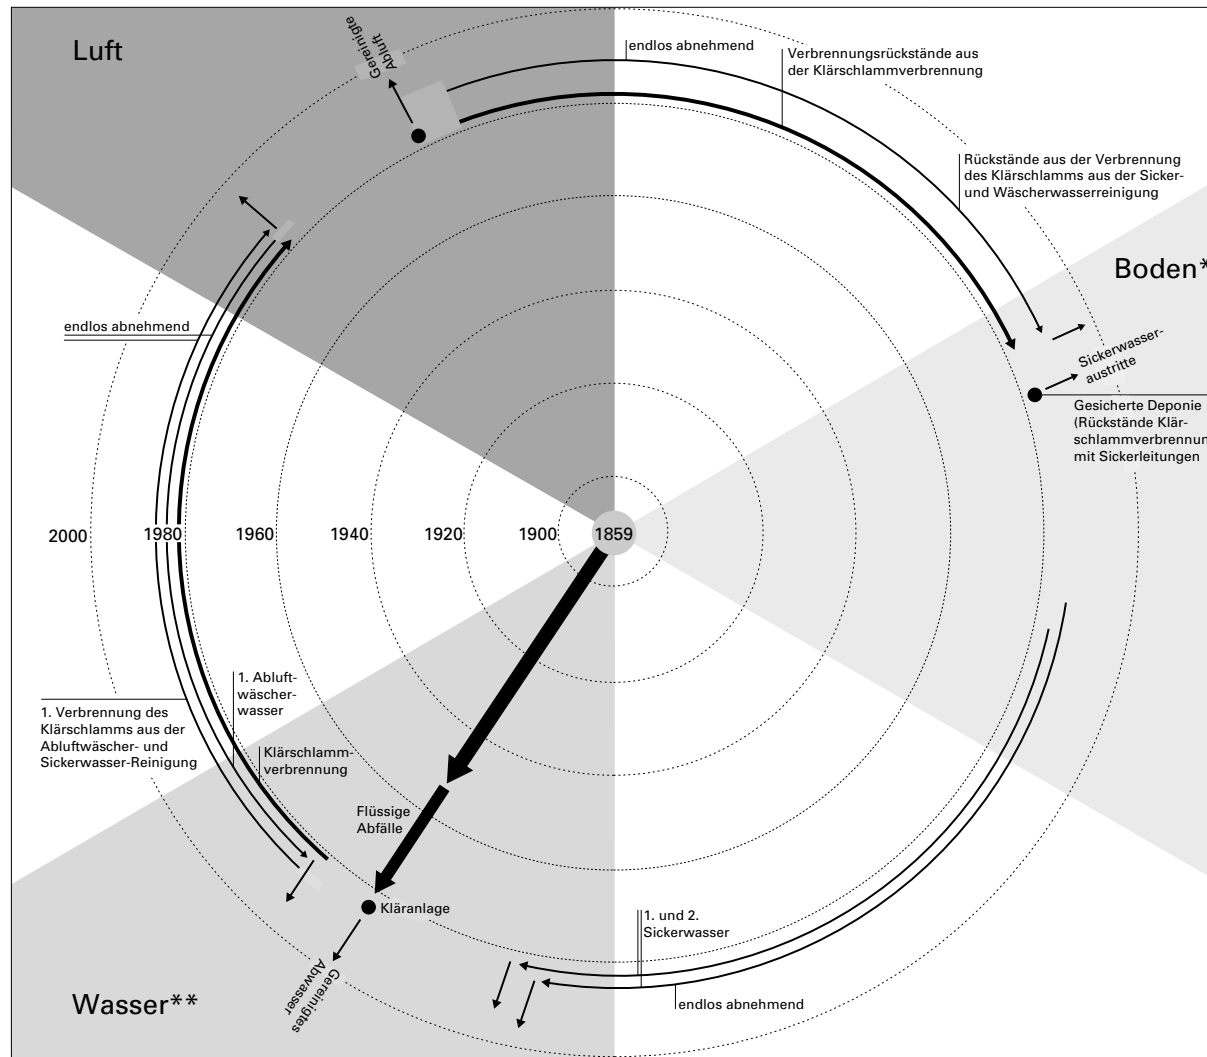 Luft
Gereinigte
Abluft
endlos abnehmend
Verbrennungsrückstände aus
der Klärschlammverbrennung
Rückstände aus der Verbrennung
des Klärschlamms aus der Sicker-
und Wäscherwasserreinigung
Boden*
endlos abnehmend
Sickerwasser-
austritte
Gesicherte Deponie
(Rückstände Klär-
schlammverbrennun
mit Sickerleitungen
2000
1980
1960
1940
1920
1900
1859
1. Abluft-
wäscher-
wasser
1. Verbrennung des
Klärschlamms aus der
Abluftwäscher- und
Sickerwasser-Reinigung
Klärschlamm-
verbrennung
Flüssige
Abfälle
Kläranlage
1. und 2.
Sickerwasser
Gereinigtes
Abwasser
Wasser**
endlos abnehmend